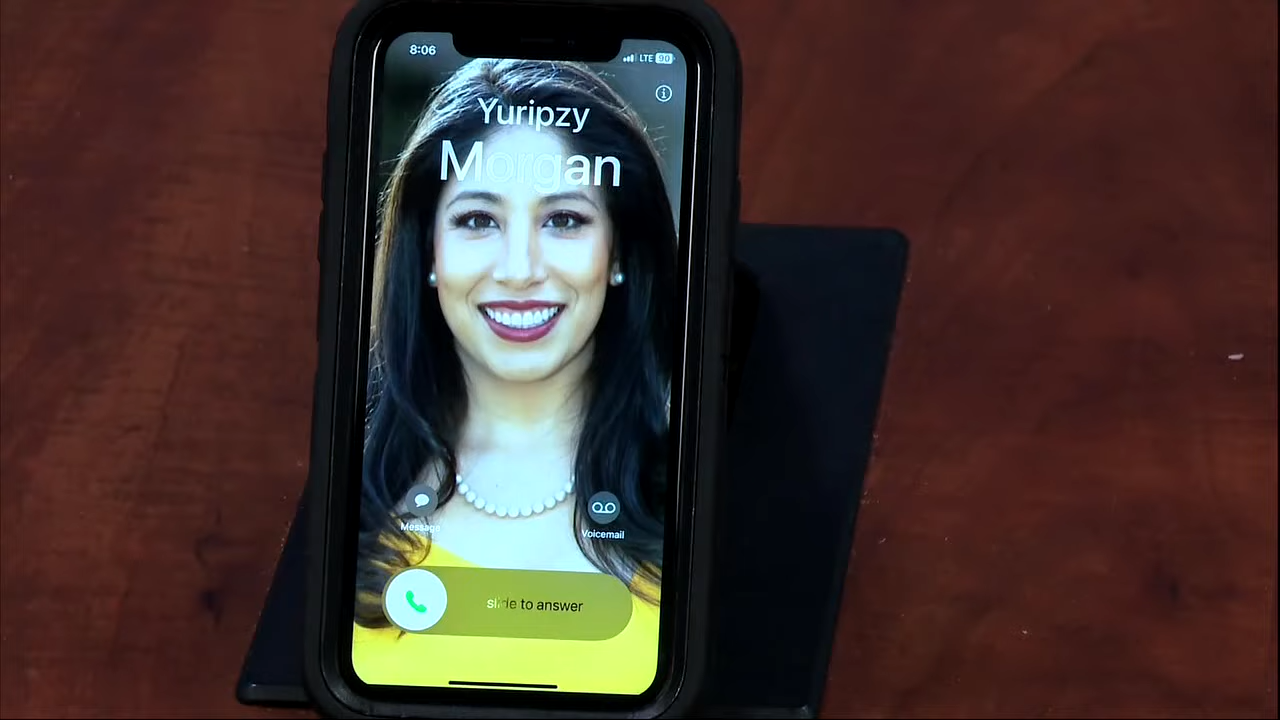 8:06
LTE 90
Yuripzy
Morgan
Message
Voicemail
slide to answer